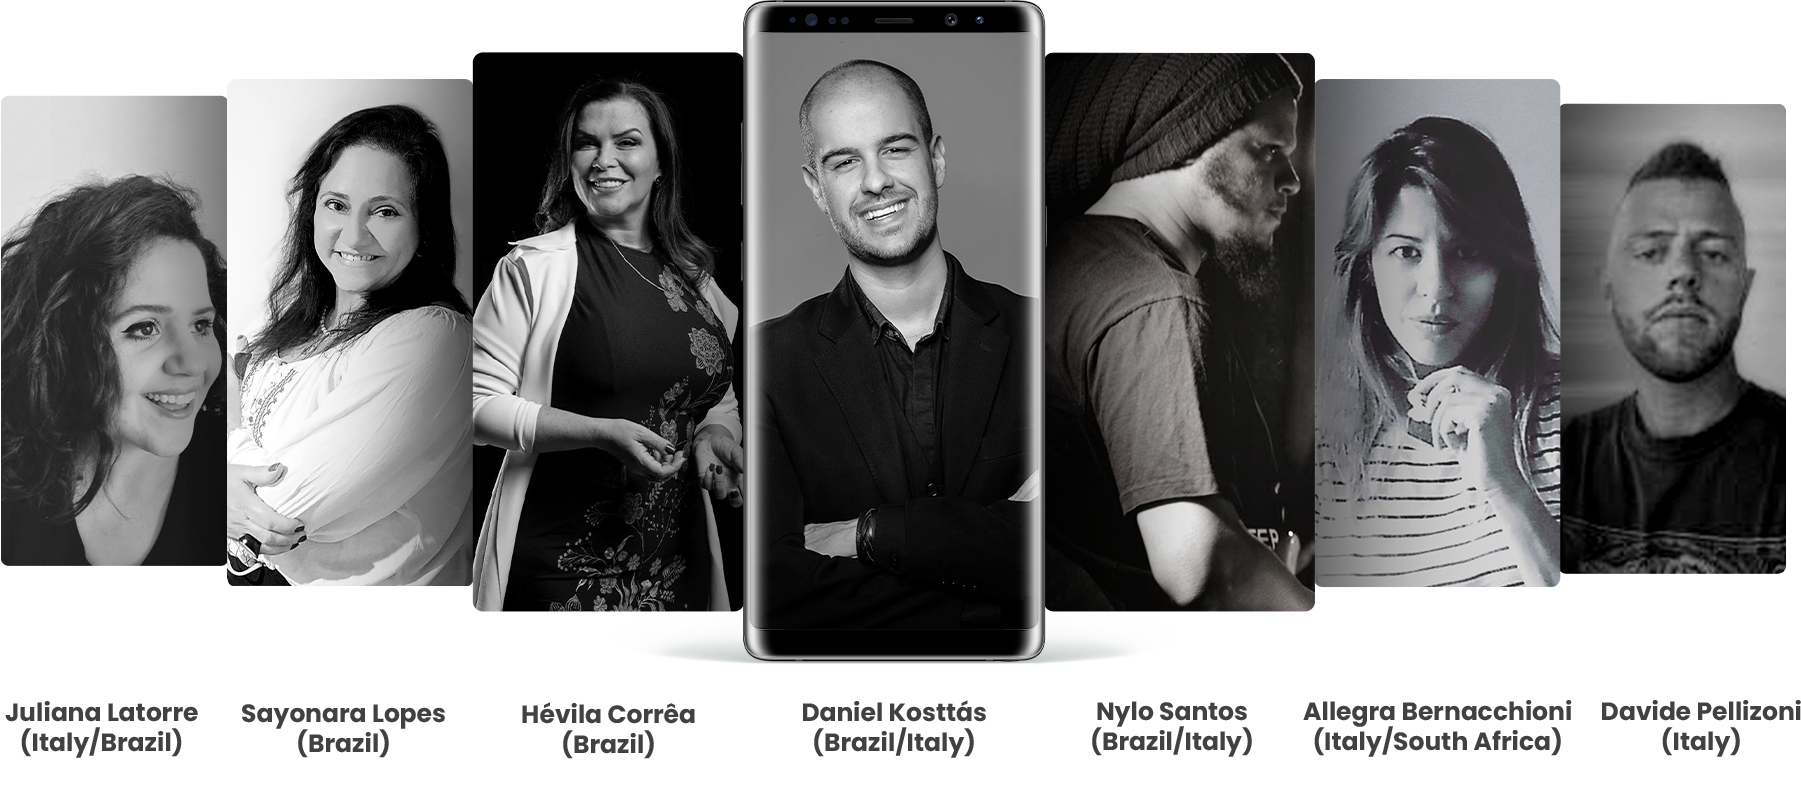 EEP
Juliana Latorre
(Italy/Brazil)
Sayonara Lopes
(Brazil)
Hévila Corrêa
(Brazil)
Daniel Kosttás
(Brazil/Italy)
Nylo Santos
(Brazil/Italy)
Allegra Bernacchioni
(Italy/South Africa)
Davide Pellizoni
(Italy)